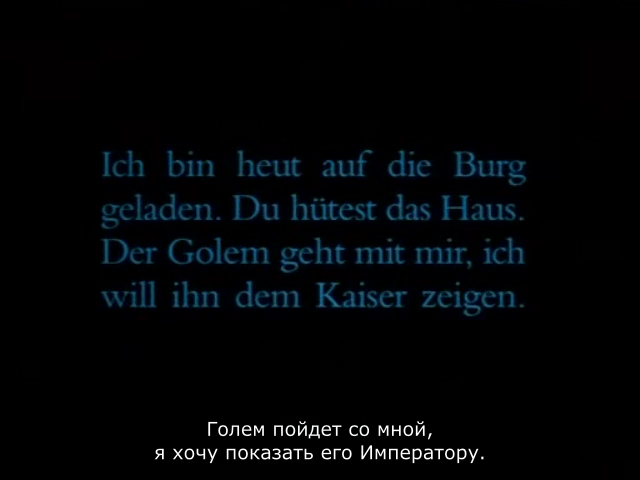 Ich bin heut auf die Burg
geladen. Du hütest das Haus.
Der Golem geht mit mir, ich
will ihn dem Kaiser zeigen.
Голем пойдет со мной,
я хочу показать его Императору.